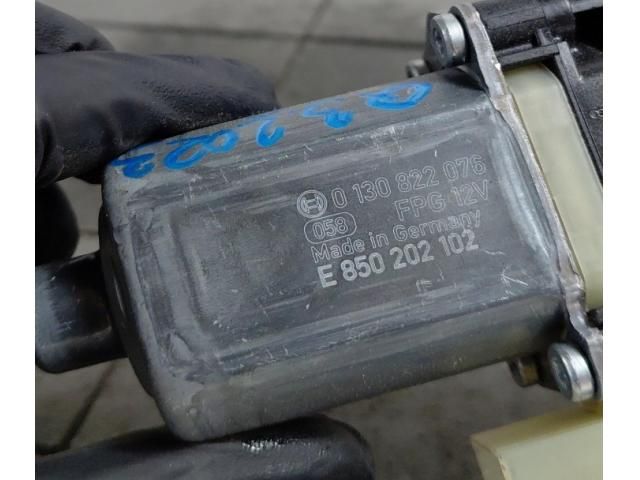 0 130 822 076
058 FPG 12V
Made in Germany
E 850 202 102